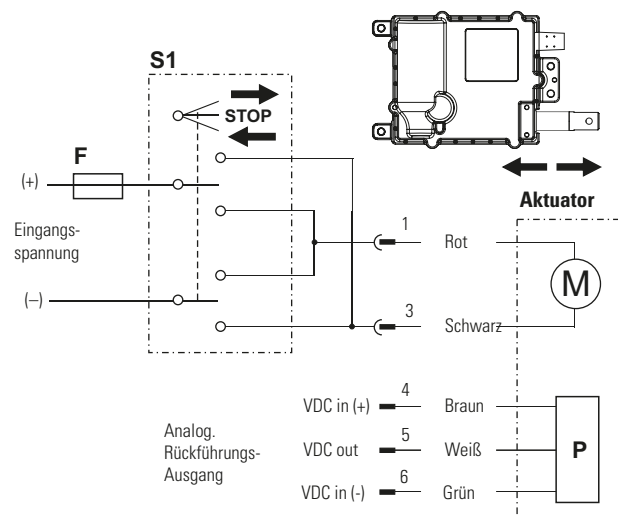 S1
STOP
F
(+)
Eingangs-
spannung
(–)
Aktuator
1
Rot
M
3
Schwarz
Analog.
Rückführungs-
Ausgang
VDC in (+)
4
Braun
VDC out
5
Weiß
P
VDC in (-)
6
Grün